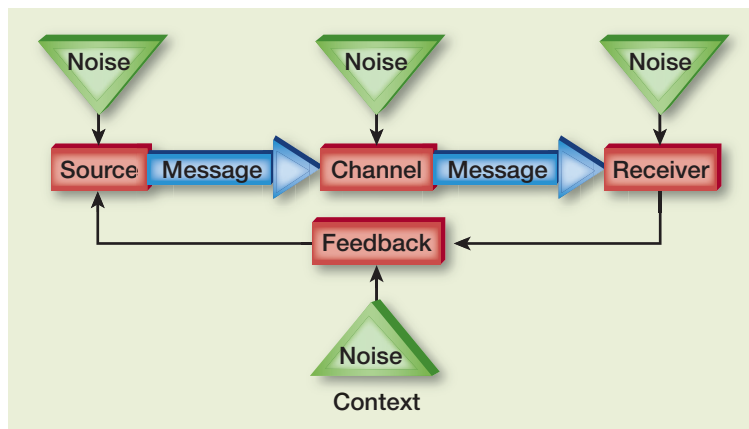 Noise Noise Noise
Source Message Channel Message Receiver
Feedback
Noise
Context